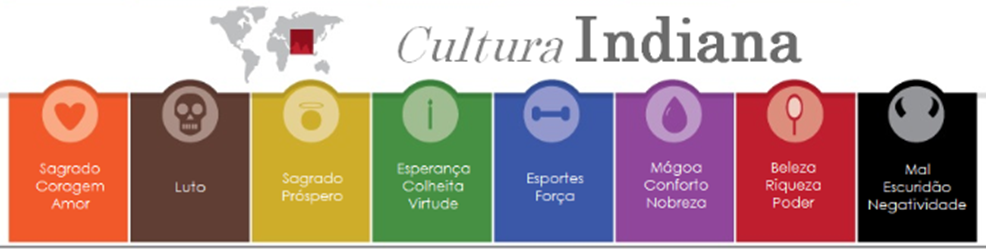 Cultura Indiana
Sagrado
Coragem
Amor
Luto
Sagrado
Próspero
Esperança
Colheita
Virtude
Esportes
Força
Mágoa
Conforto
Nobreza
Beleza
Riqueza
Poder
Mal
Escuridão
Negatividade